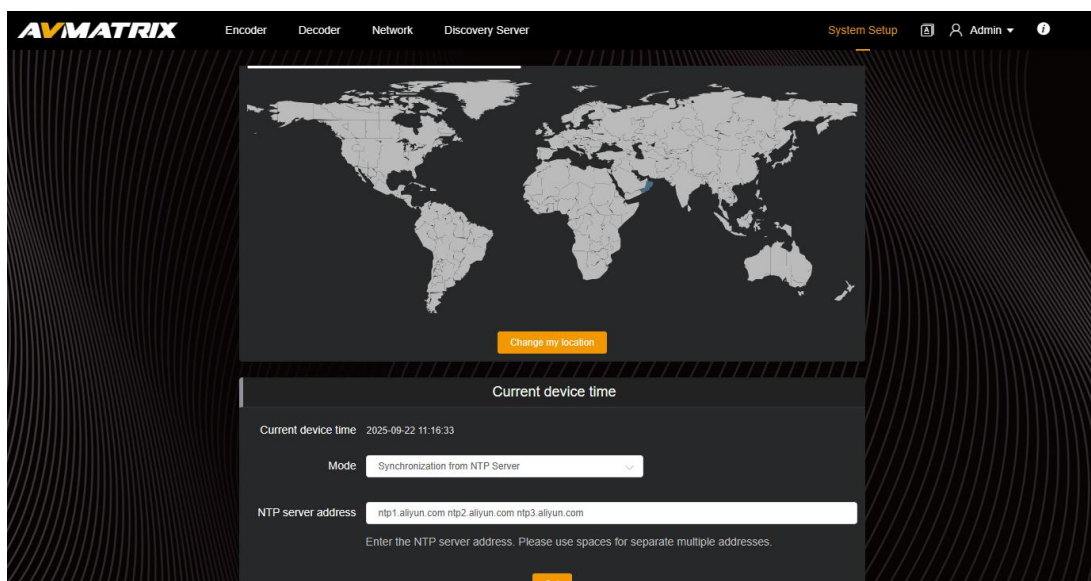 AVMATRIX Encoder Decoder Network Discovery Server System Setup A Admin i
Change my location
Current device time
Current device time 2025-09-22 11:16:33
Mode Synchronization from NTP Server
NTP server address ntp1.aliyun.com ntp2.aliyun.com ntp3.aliyun.com
Enter the NTP server address. Please use spaces for separate multiple addresses.